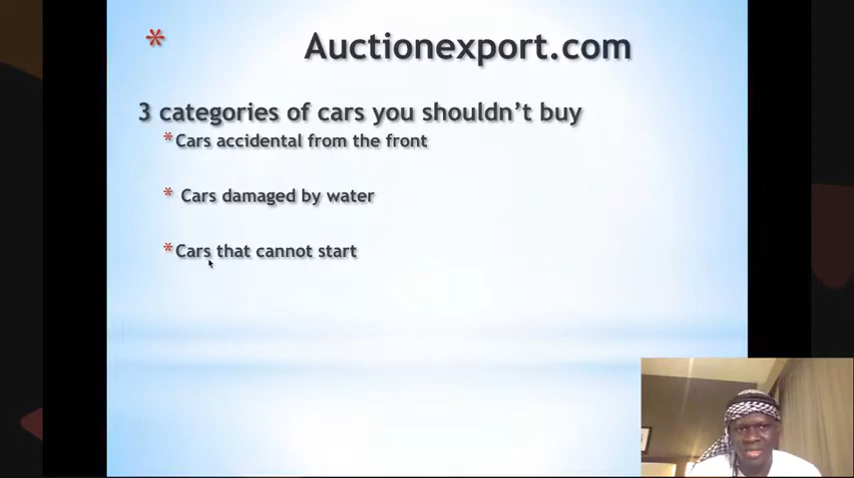 * Auctionexport.com
3 categories of cars you shouldn’t buy
* Cars accidental from the front
* Cars damaged by water
* Cars that cannot start